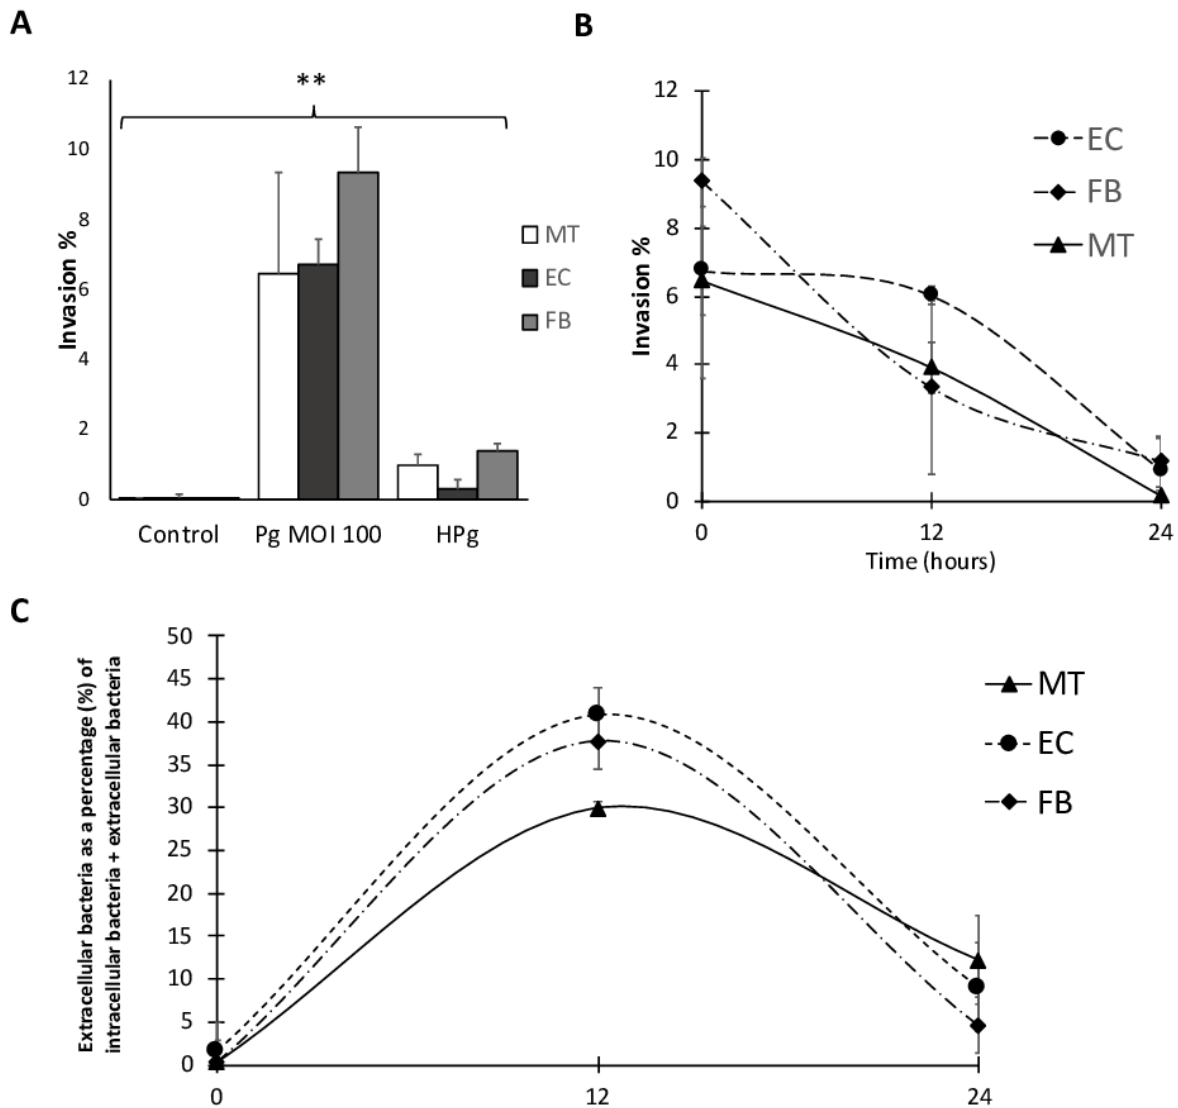 A
**
12
10
8
6
4
2
0
Invasion %
Control
Pg MOI 100
HPg
MT
EC
FB
B
12
10
8
6
4
2
0
Invasion %
0
12
24
Time (hours)
EC
FB
MT
C
50
45
40
35
30
25
20
15
10
5
0
Extracellular bacteria as a percentage (%) of
intracellular bacteria + extracellular bacteria
0
12
24
MT
EC
FB